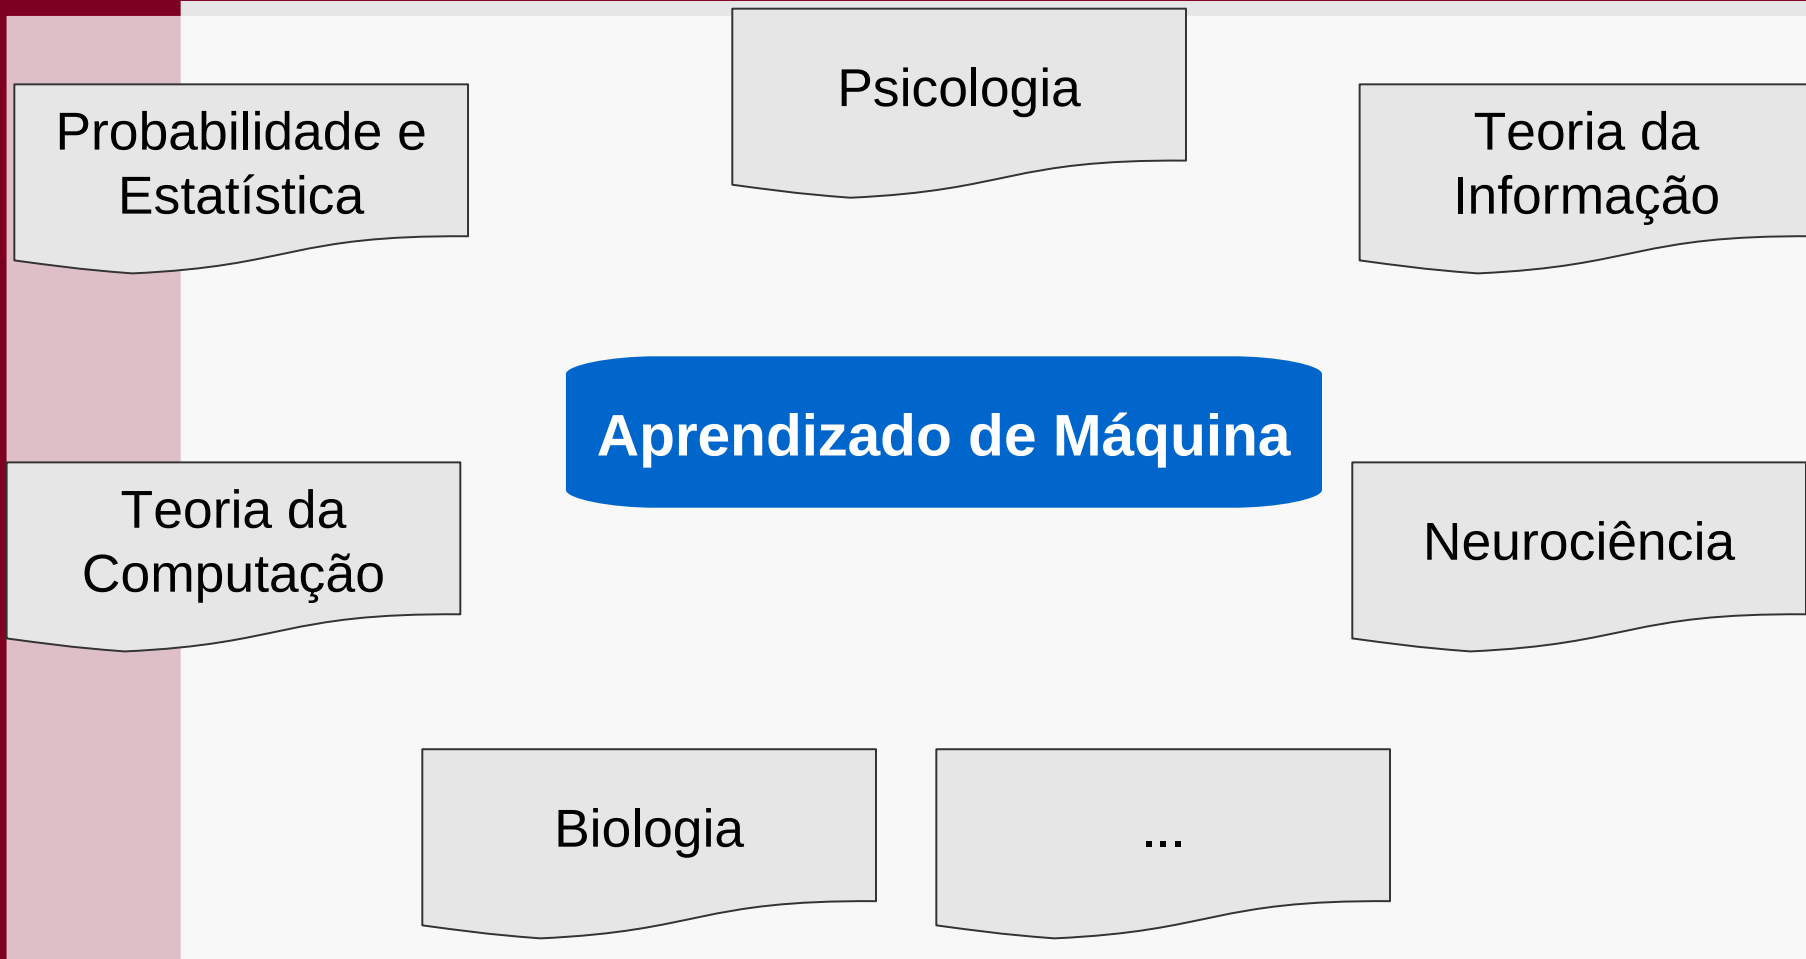 Psicologia
Probabilidade e
Estatística
Teoria da
Informação
Aprendizado de Máquina
Teoria da
Computação
Neurociência
Biologia
...